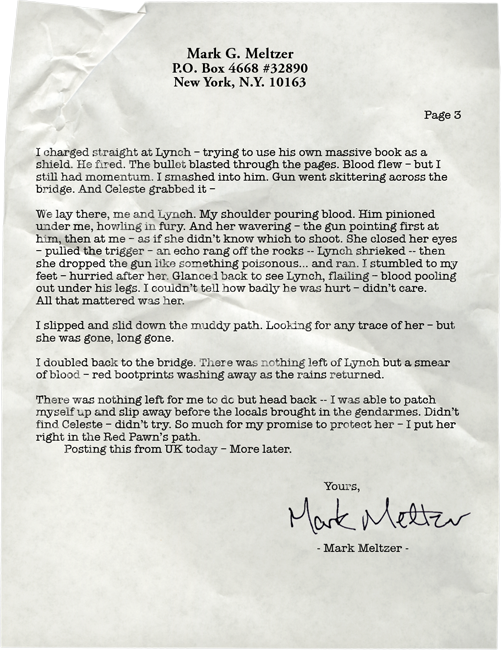 Mark G. Meltzer
P.O. Box 4668 #32890
New York, N.Y. 10163
Page 3
I charged straight at Lynch – trying to use his own massive book as a
shield. He fired. The bullet blasted through the pages. Blood flew – but I
still had momentum. I smashed into him. Gun went skittering across the
bridge. And Celeste grabbed it –
We lay there, me and Lynch. My shoulder pouring blood. Him pinioned
under me, howling in fury. And her wavering – the gun pointing first at
him, then at me – as if she didn't know which to shoot. She closed her eyes
– pulled the trigger – an echo rang off the rocks -- Lynch shrieked -- then
she dropped the gun like something poisonous... and ran. I stumbled to my
feet – hurried after her. Glanced back to see Lynch, flailing – blood pooling
out under his legs. I couldn't tell how badly he was hurt – didn't care.
All that mattered was her.
I slipped and slid down the muddy path. Looking for any trace of her – but
she was gone, long gone.
I doubled back to the bridge. There was nothing left of Lynch but a smear
of blood – red bootprints washing away as the rains returned.
There was nothing left for me to do but head back -- I was able to patch
myself up and slip away before the locals brought in the gendarmes. Didn't
find Celeste – didn't try. So much for my promise to protect her – I put her
right in the Red Pawn's path.
Posting this from UK today – More later.
Yours,
Mark Meltzer
- Mark Meltzer -